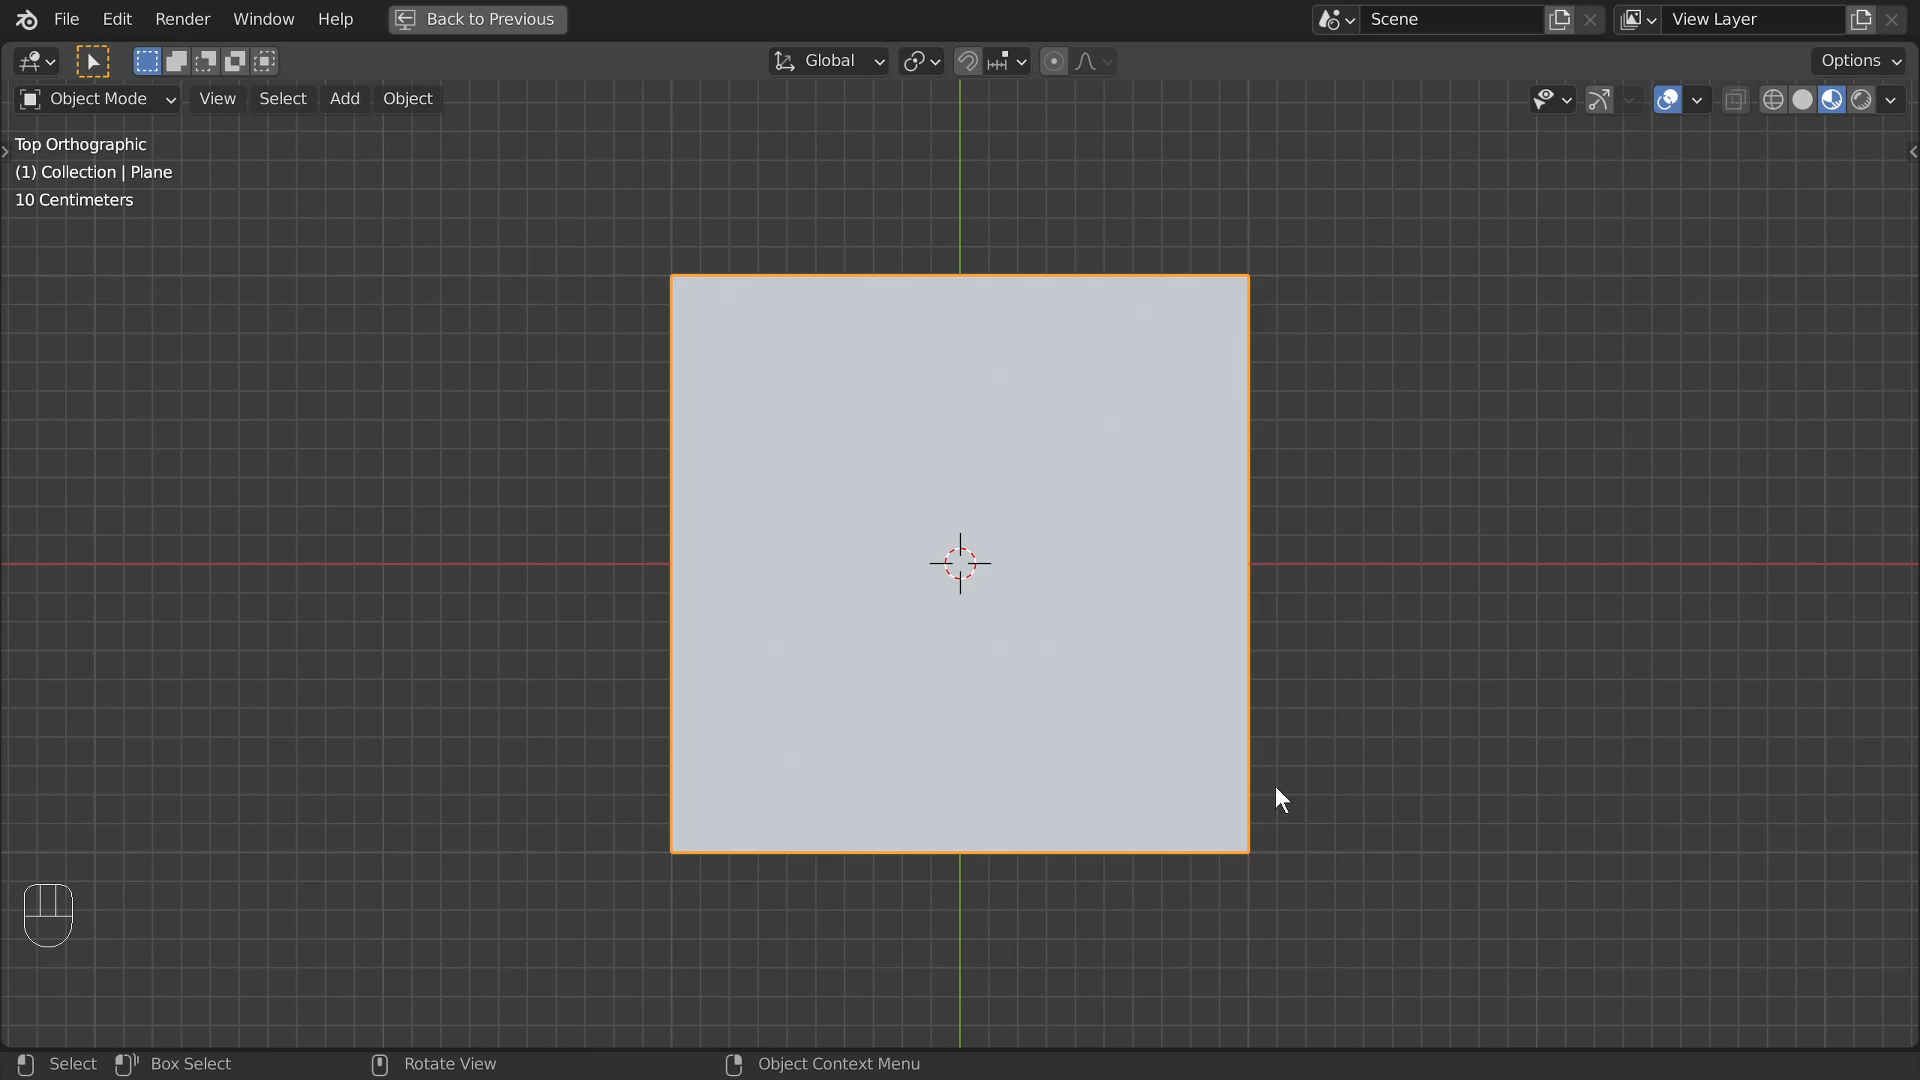 File Edit Render Window Help Back to Previous Scene View Layer
Global Options
Object Mode View Select Add Object
Top Orthographic
(1) Collection | Plane
10 Centimeters
Select Box Select Rotate View Object Context Menu